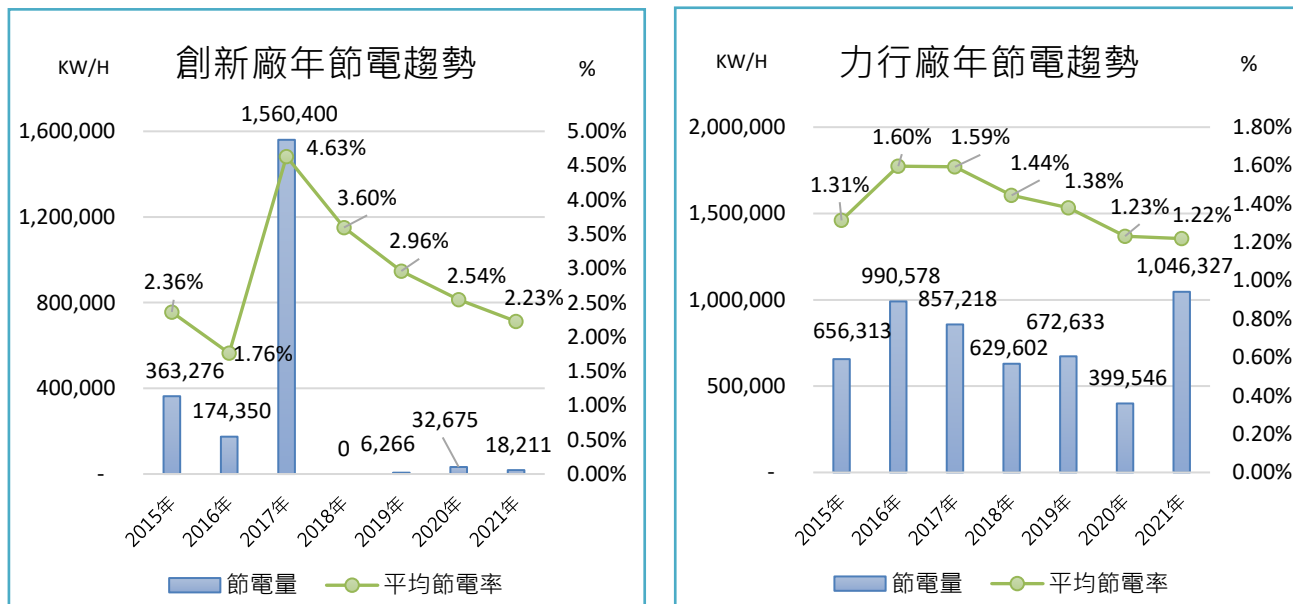 創新廠年節電趨勢
KW/H
%
1,600,000
1,200,000
800,000
400,000
-
5.00%
4.50%
4.00%
3.50%
3.00%
2.50%
2.00%
1.50%
1.00%
0.50%
0.00%
363,276
174,350
1,560,400
0
6,266
32,675
18,211
2.36%
1.76%
4.63%
3.60%
2.96%
2.54%
2.23%
2015年
2016年
2017年
2018年
2019年
2020年
2021年
節電量
平均節電率
力行廠年節電趨勢
KW/H
%
2,000,000
1,500,000
1,000,000
500,000
-
1.80%
1.60%
1.40%
1.20%
1.00%
0.80%
0.60%
0.40%
0.20%
0.00%
656,313
990,578
857,218
629,602
672,633
399,546
1,046,327
1.31%
1.60%
1.59%
1.44%
1.38%
1.23%
1.22%
2015年
2016年
2017年
2018年
2019年
2020年
2021年
節電量
平均節電率